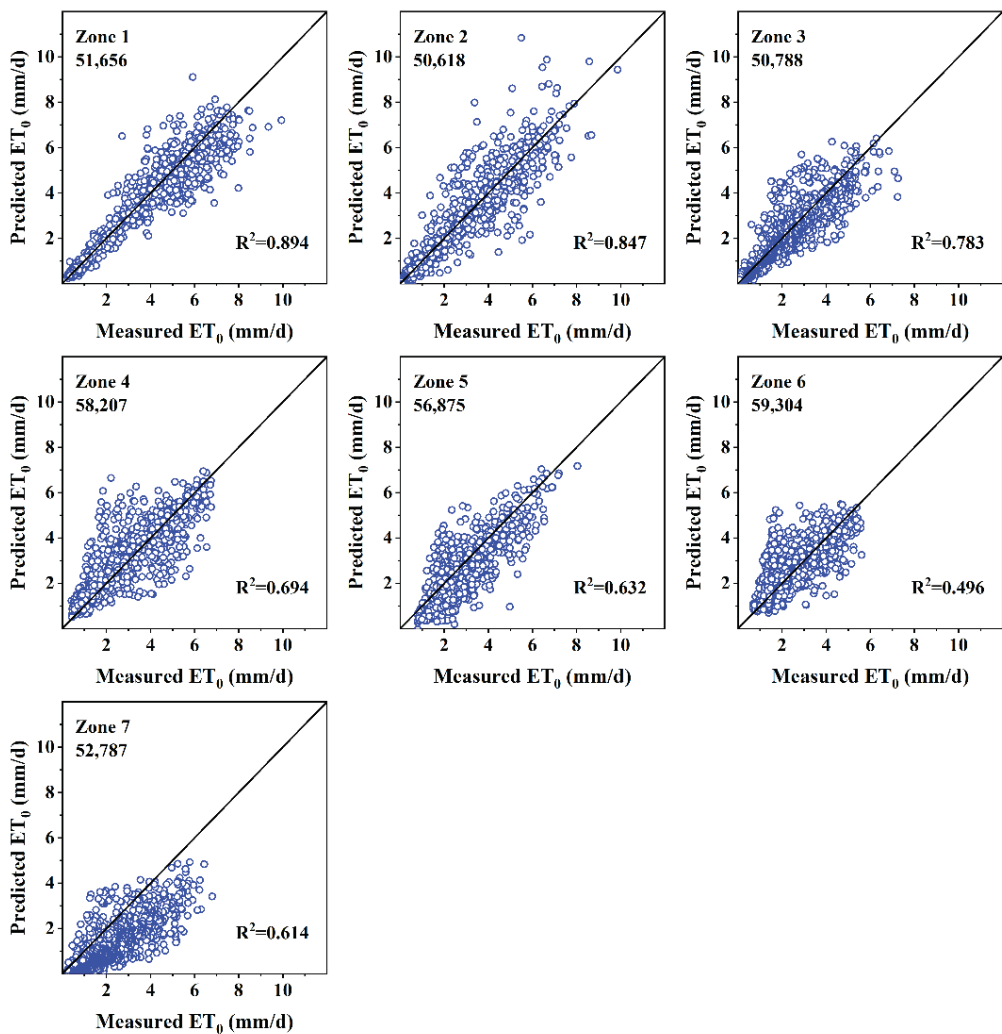 Zone 1
51,656
10
8
6
4
2
R²=0.894
2 4 6 8 10
Measured ET₀ (mm/d)
Predicted ET₀ (mm/d)
Zone 2
50,618
10
8
6
4
2
R²=0.847
2 4 6 8 10
Measured ET₀ (mm/d)
Predicted ET₀ (mm/d)
Zone 3
50,788
10
8
6
4
2
R²=0.783
2 4 6 8 10
Measured ET₀ (mm/d)
Predicted ET₀ (mm/d)
Zone 4
58,207
10
8
6
4
2
R²=0.694
2 4 6 8 10
Measured ET₀ (mm/d)
Predicted ET₀ (mm/d)
Zone 5
56,875
10
8
6
4
2
R²=0.632
2 4 6 8 10
Measured ET₀ (mm/d)
Predicted ET₀ (mm/d)
Zone 6
59,304
10
8
6
4
2
R²=0.496
2 4 6 8 10
Measured ET₀ (mm/d)
Predicted ET₀ (mm/d)
Zone 7
52,787
10
8
6
4
2
R²=0.614
2 4 6 8 10
Measured ET₀ (mm/d)
Predicted ET₀ (mm/d)